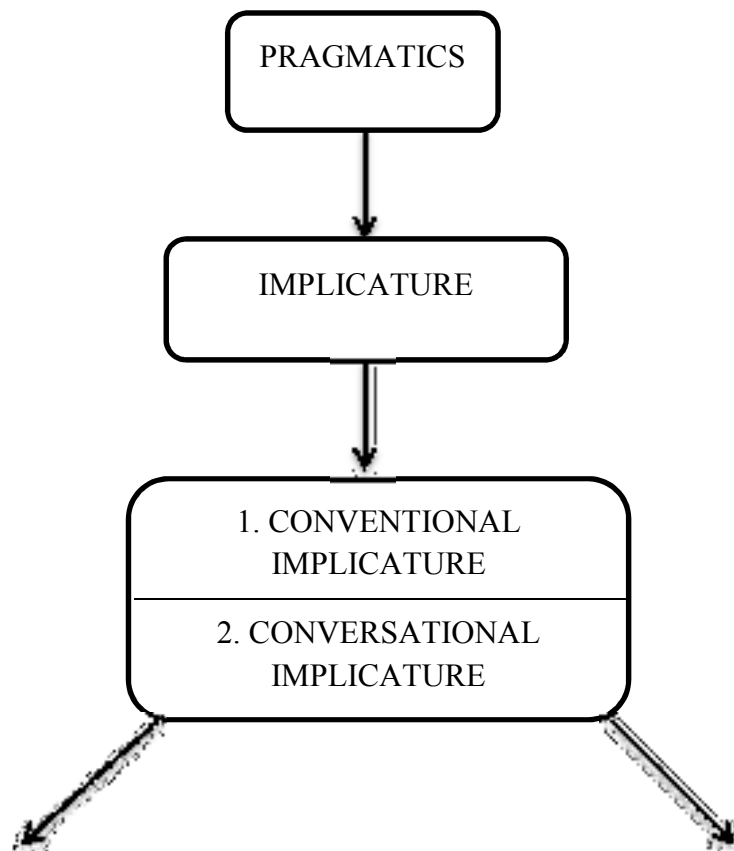 PRAGMATICS
IMPLICATURE
1. CONVENTIONAL
IMPLICATURE
2. CONVERSATIONAL
IMPLICATURE